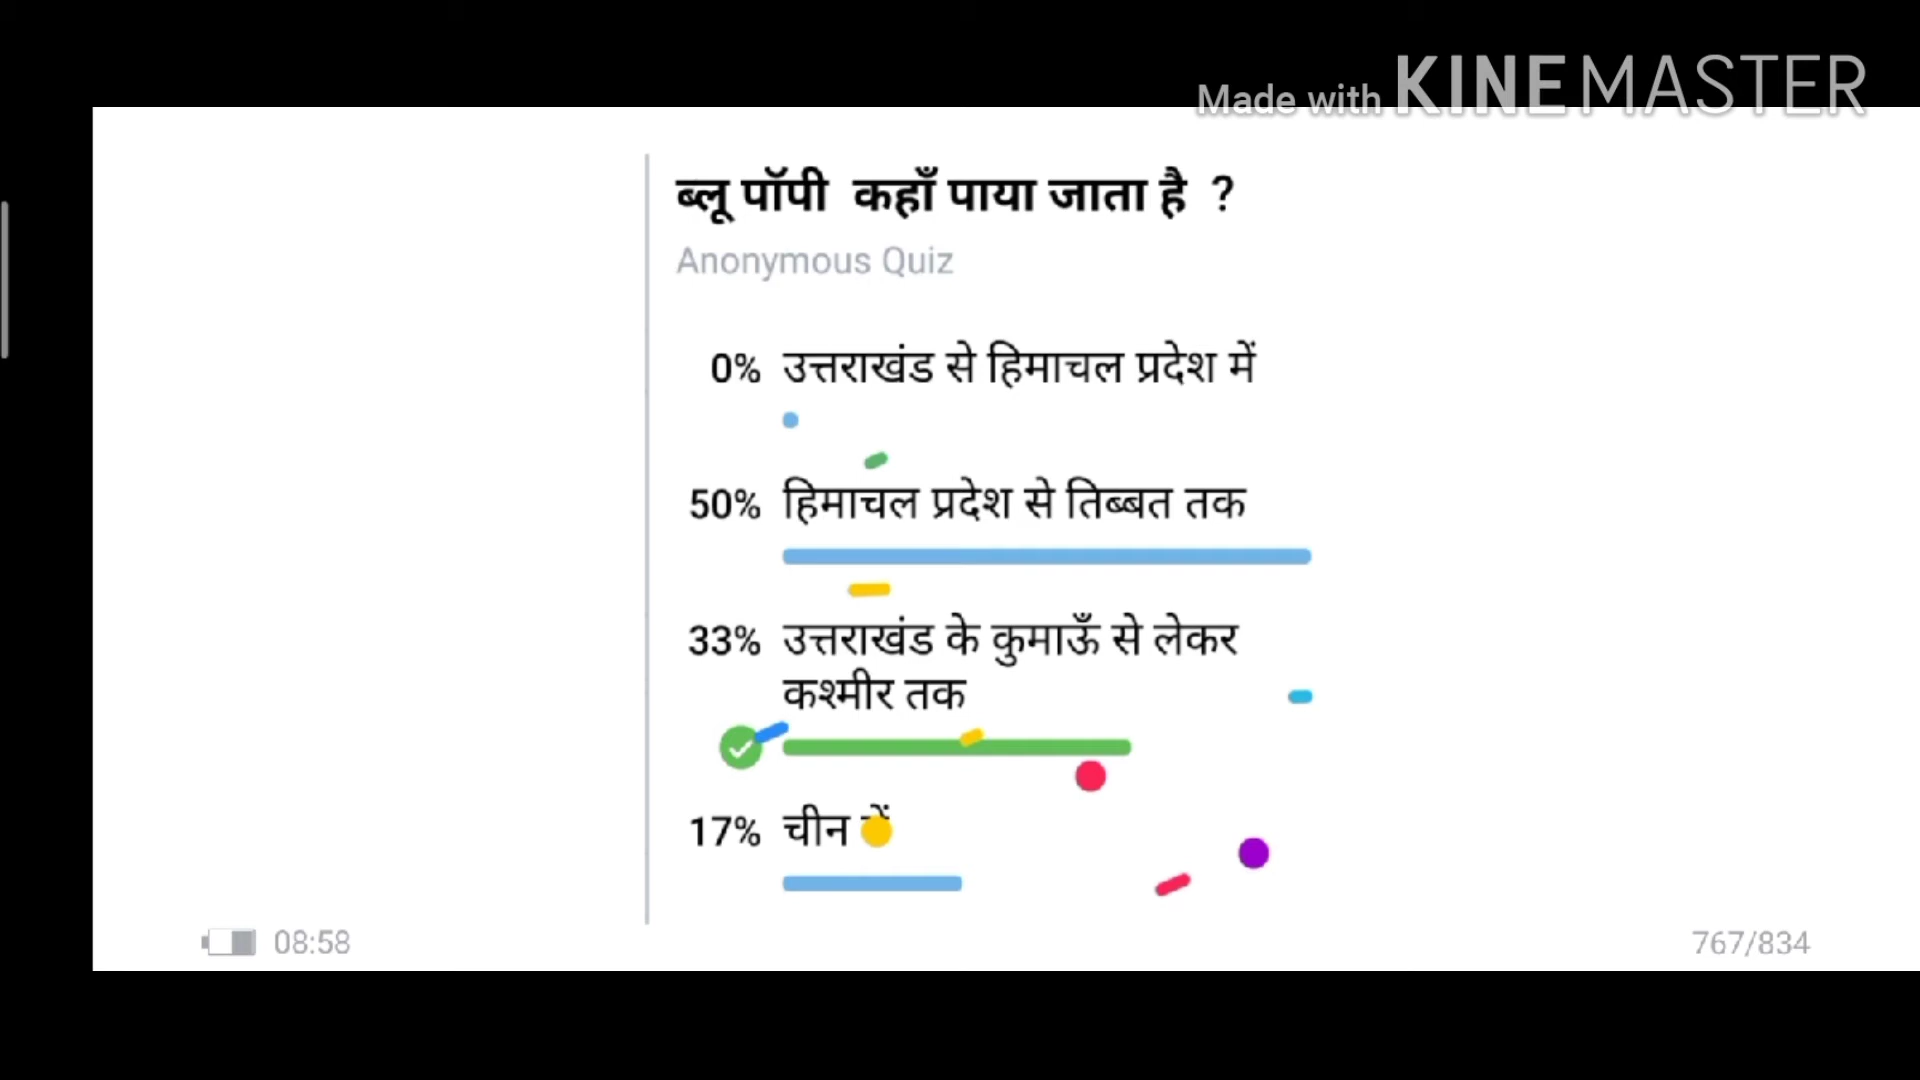 Made with KINEMASTER
ब्लू पॉपी कहाँ पाया जाता है ?
Anonymous Quiz
0% उत्तराखंड से हिमाचल प्रदेश में
50% हिमाचल प्रदेश से तिब्बत तक
33% उत्तराखंड के कुमाऊँ से लेकर
कश्मीर तक
17% चीन
08:58
767/834